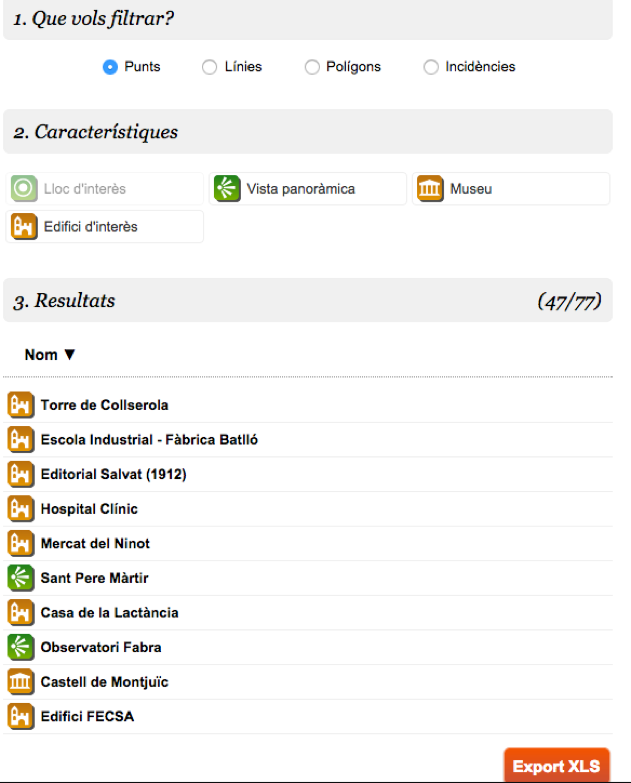 1. Que vols filtrar?
Punts Línies Polígons Incidències
2. Característiques
Lloc d'interès Vista panoràmica Museu
Edifici d'interès
3. Resultats (47/77)
Nom ▼
Torre de Collserola
Escola Industrial - Fàbrica Batlló
Editorial Salvat (1912)
Hospital Clínic
Mercat del Ninot
Sant Pere Màrtir
Casa de la Lactància
Observatori Fabra
Castell de Montjuïc
Edifici FECSA
Export XLS